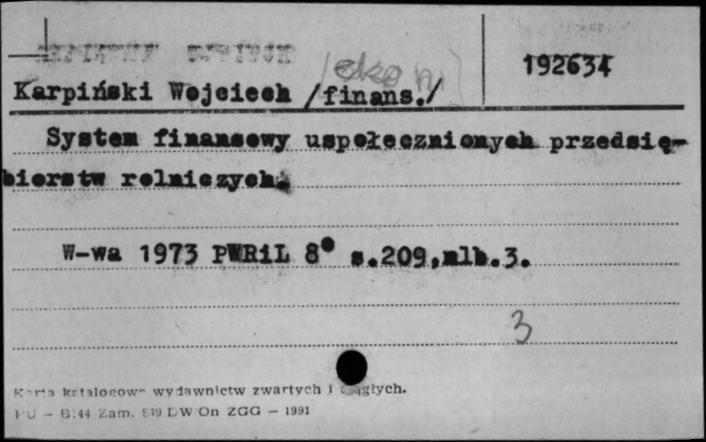 192634
/ekon/
Karpiński Wojciech /finans./
System finansowy uspołecznionych przedsię-
biorstw rolniczych.
W-wa 1973 PWRiL 8° s.209,nlb.3.
3
Karta katalogowa wydawnictw zwartych i ciągłych.
PU - B.44 Zam. 849 DW/On ZGG - 1991